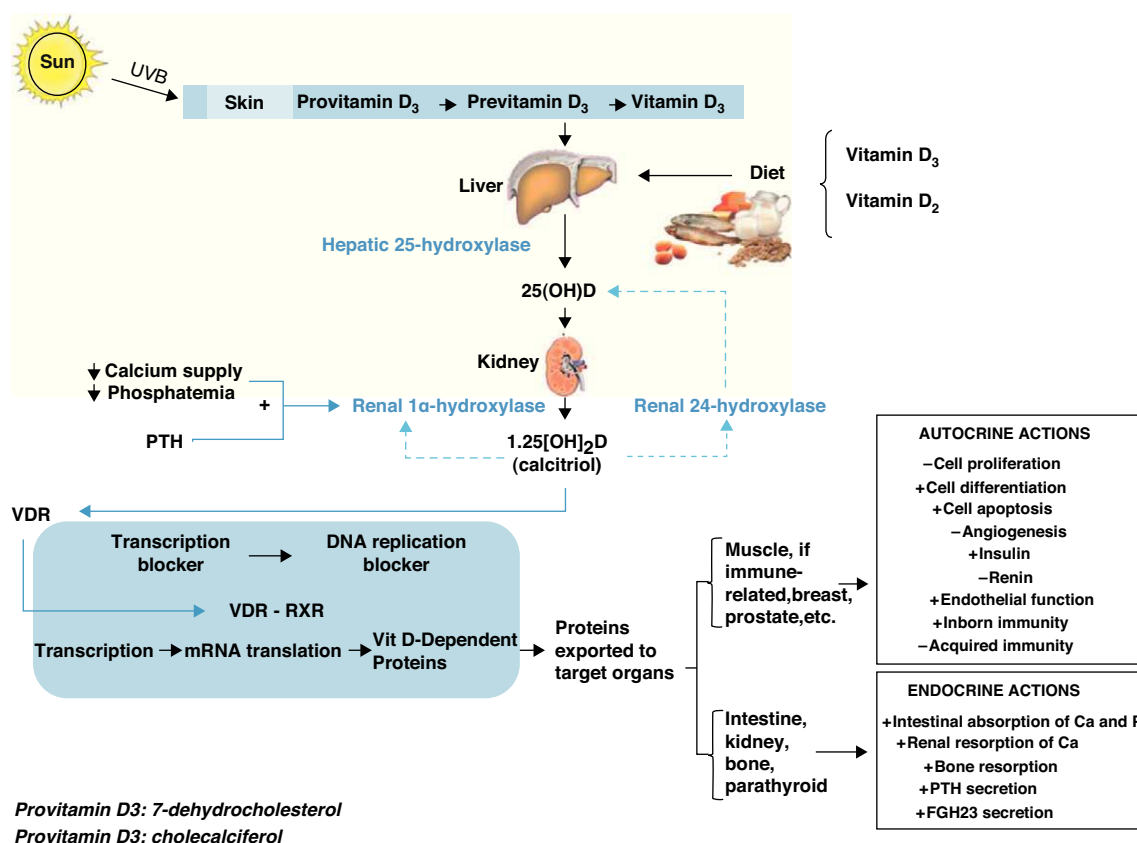 Sun
UVB
Skin
Provitamin D3
Previtamin D3
Vitamin D3
Liver
Diet
Vitamin D3
Vitamin D2
Hepatic 25-hydroxylase
25(OH)D
Kidney
Calcium supply
Phosphatemia
+
PTH
Renal 1α-hydroxylase
Renal 24-hydroxylase
1.25[OH]2D
(calcitriol)
VDR
Transcription
blocker
DNA replication
blocker
VDR - RXR
Transcription
mRNA translation
Vit D-Dependent
Proteins
Proteins
exported to
target organs
Muscle, if
immune-
related,breast,
prostate,etc.
Intestine,
kidney,
bone,
parathyroid
AUTOCRINE ACTIONS
–Cell proliferation
+Cell differentiation
+Cell apoptosis
–Angiogenesis
+Insulin
–Renin
+Endothelial function
+Inborn immunity
–Acquired immunity
ENDOCRINE ACTIONS
+Intestinal absorption of Ca and P
+Renal resorption of Ca
+Bone resorption
+PTH secretion
+FGH23 secretion
Provitamin D3: 7-dehydrocholesterol
Provitamin D3: cholecalciferol